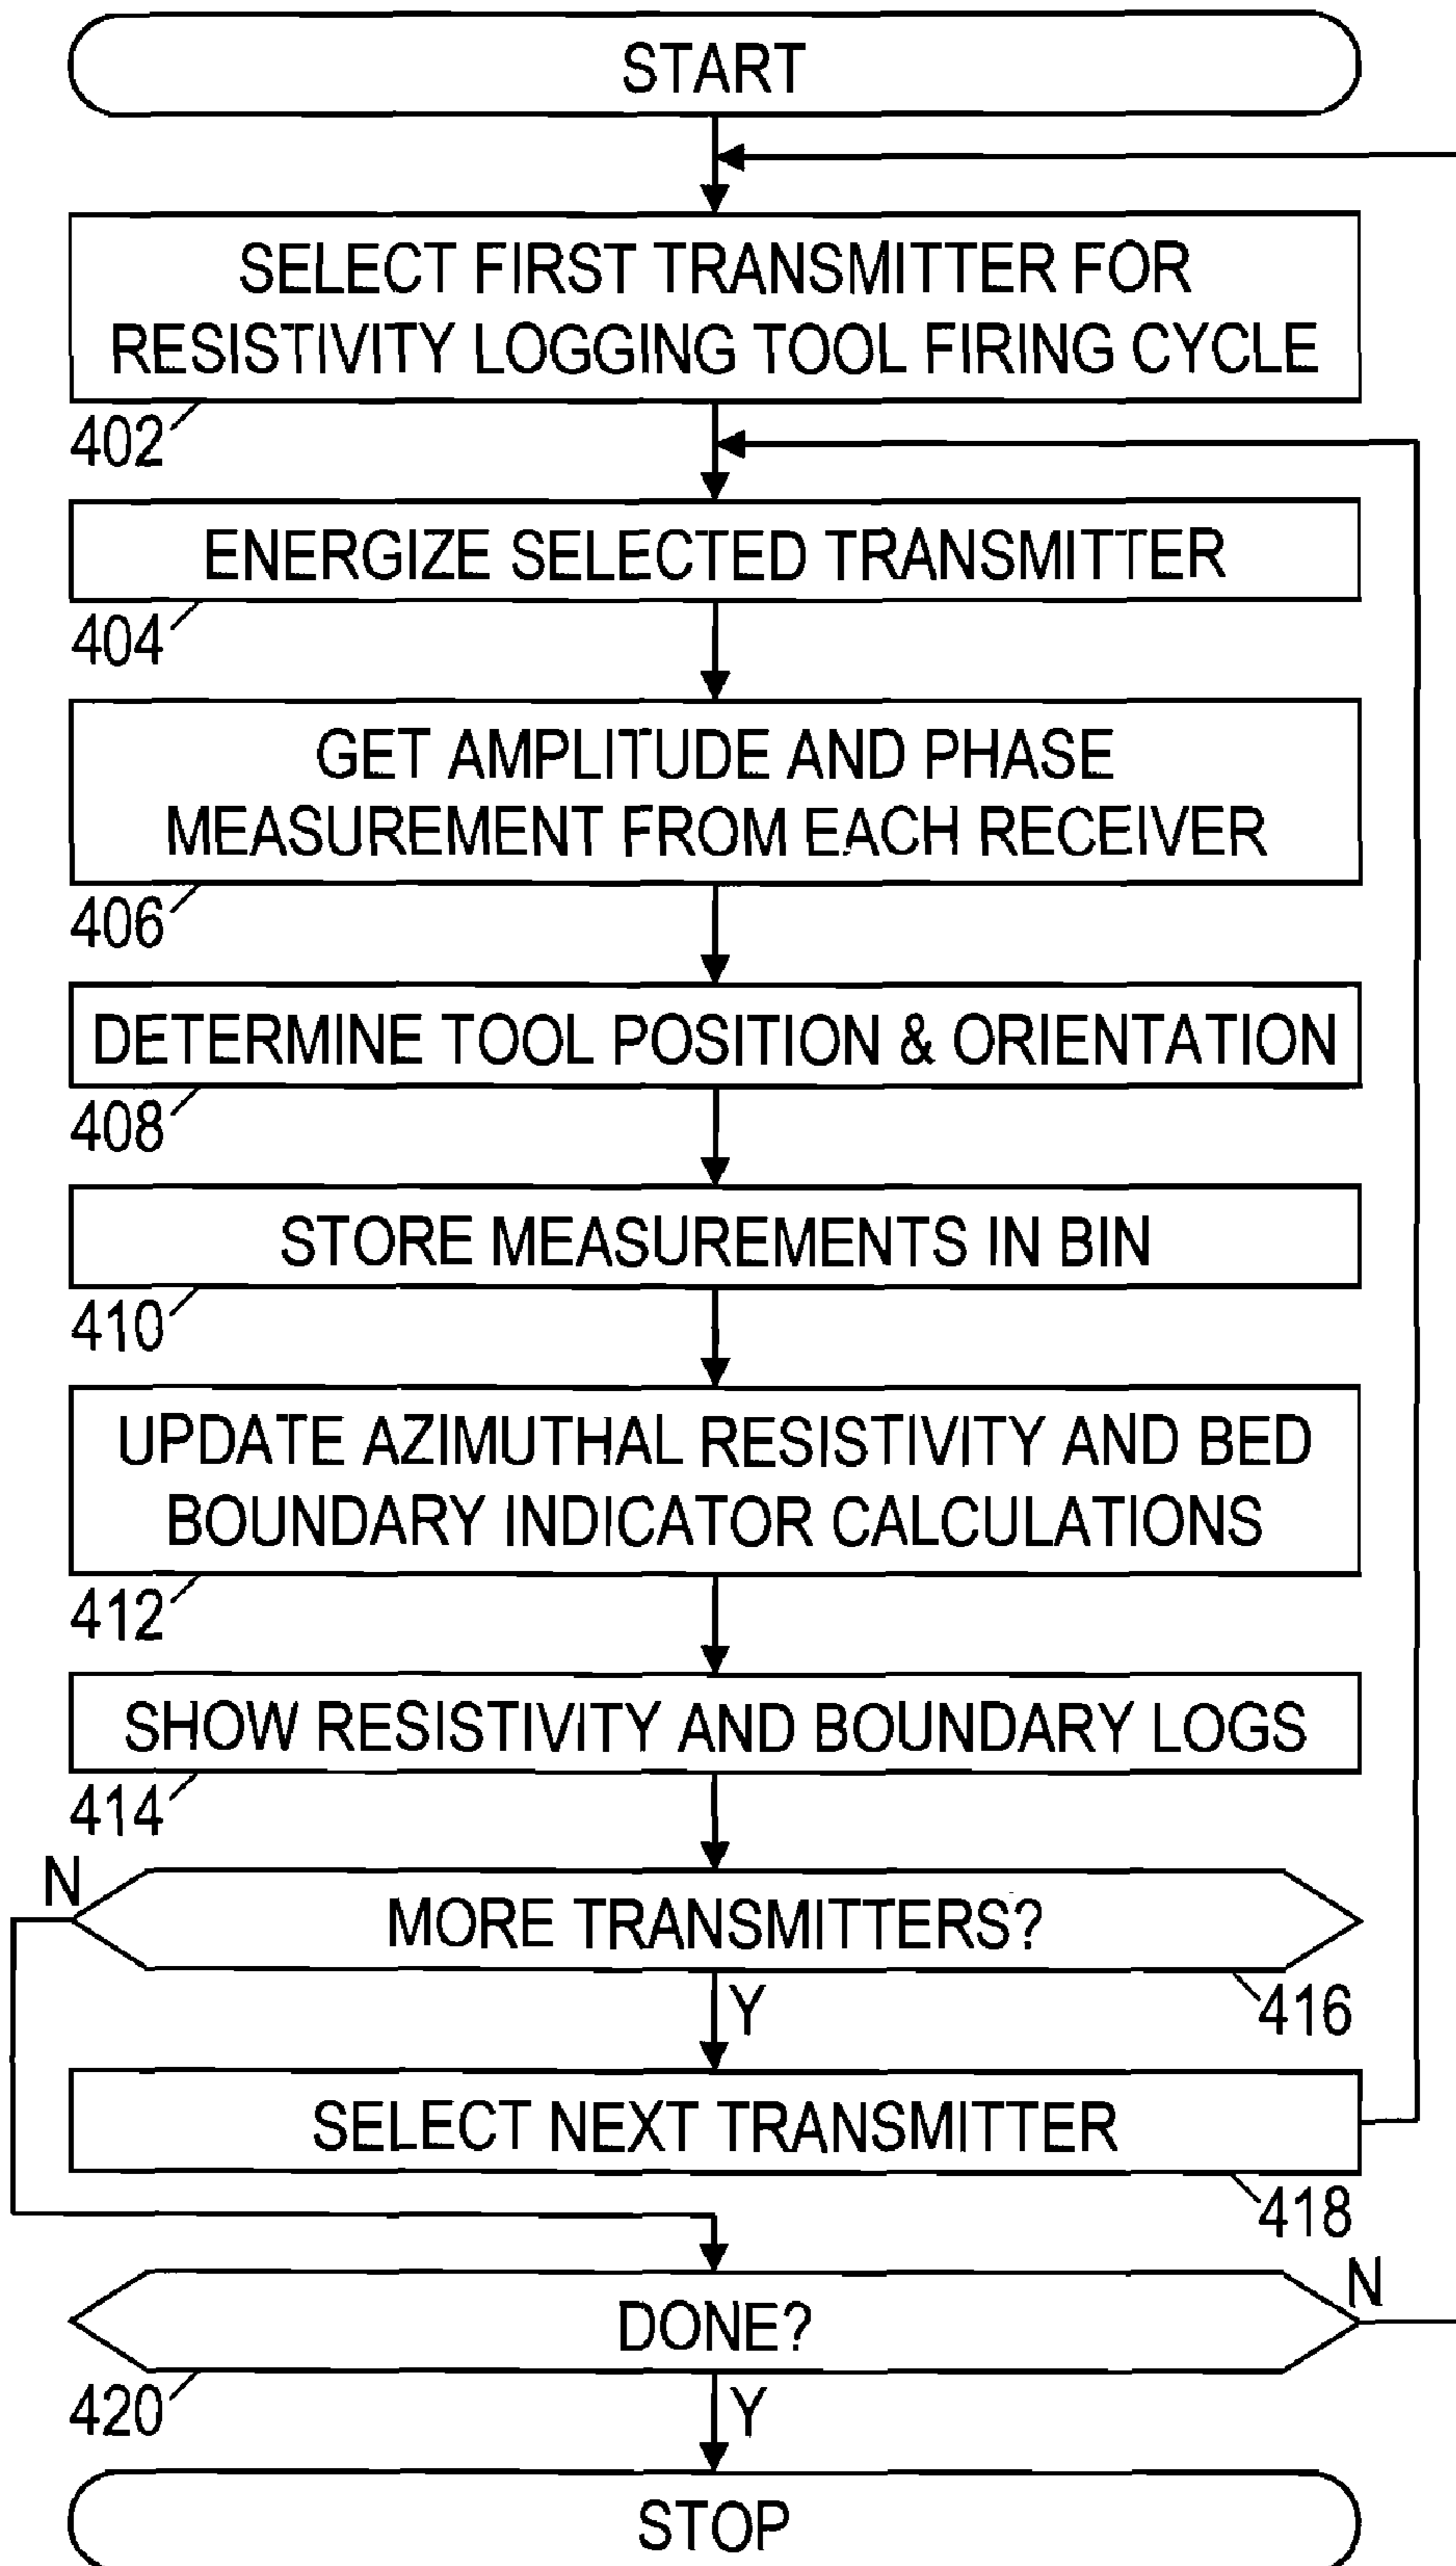 START
SELECT FIRST TRANSMITTER FOR
RESISTIVITY LOGGING TOOL FIRING CYCLE
402
ENERGIZE SELECTED TRANSMITTER
404
GET AMPLITUDE AND PHASE
MEASUREMENT FROM EACH RECEIVER
406
DETERMINE TOOL POSITION & ORIENTATION
408
STORE MEASUREMENTS IN BIN
410
UPDATE AZIMUTHAL RESISTIVITY AND BED
BOUNDARY INDICATOR CALCULATIONS
412
SHOW RESISTIVITY AND BOUNDARY LOGS
414
N
MORE TRANSMITTERS?
416
Y
SELECT NEXT TRANSMITTER
418
N
DONE?
420
Y
STOP